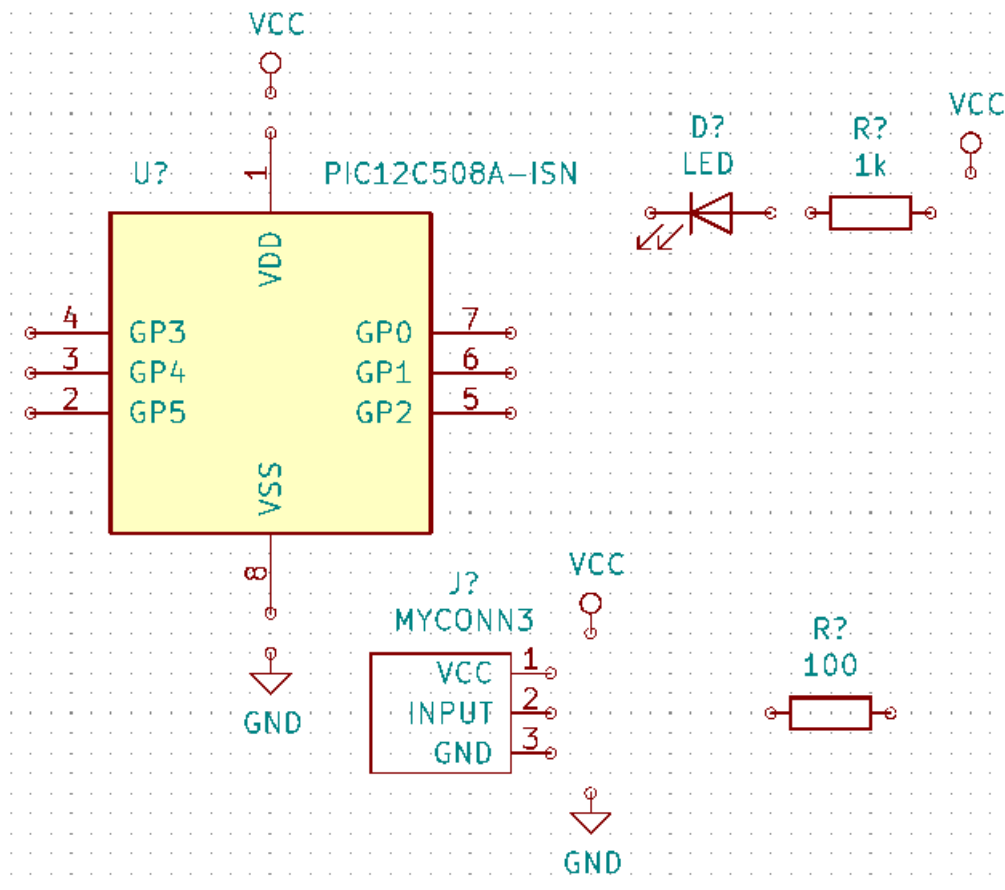 VCC
VCC
D?
R?
LED
1k
U?
1
PIC12C508A-ISN
VDD
4
GP3
GP0
7
3
GP4
GP1
6
2
GP5
GP2
5
VSS
8
GND
J?
MYCONN3
VCC
1
INPUT
2
GND
3
VCC
GND
R?
100